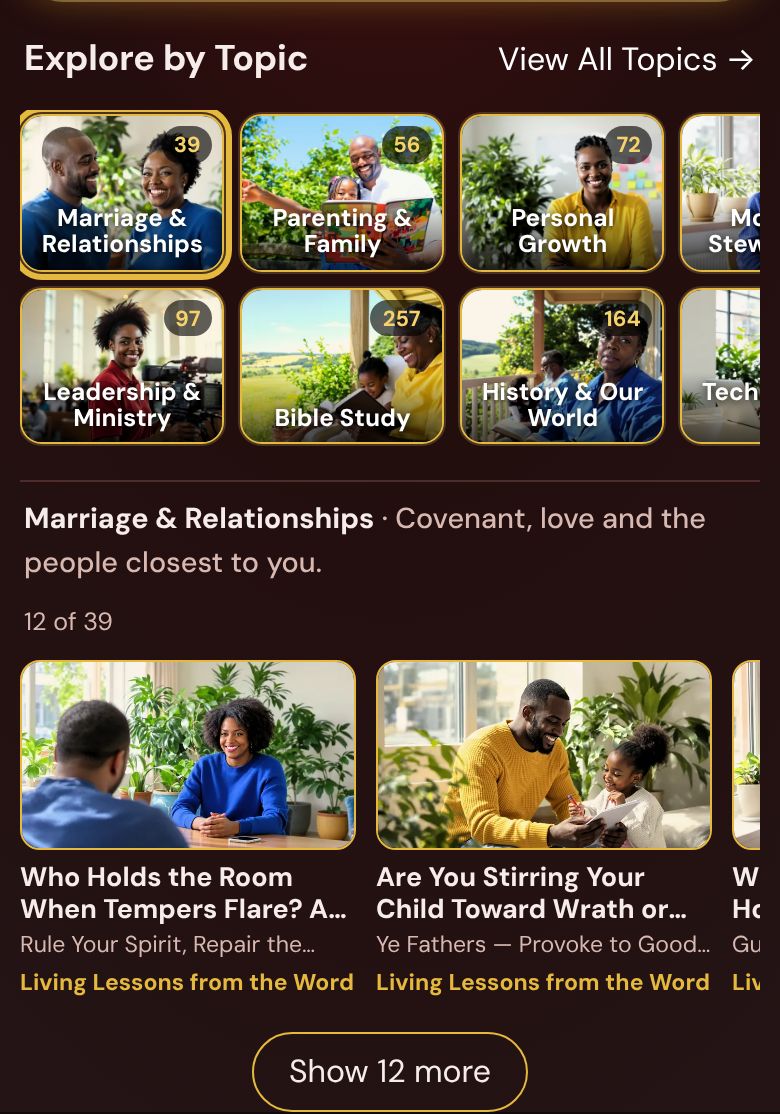 Explore by Topic
View All Topics →
39
Marriage &
Relationships
56
Parenting &
Family
72
Personal
Growth
97
Leadership &
Ministry
257
Bible Study
164
History & Our
World
Tech
Marriage & Relationships · Covenant, love and the
people closest to you.
12 of 39
Who Holds the Room
When Tempers Flare? A…
Rule Your Spirit, Repair the…
Living Lessons from the Word
Are You Stirring Your
Child Toward Wrath or…
Ye Fathers — Provoke to Good…
Living Lessons from the Word
Show 12 more